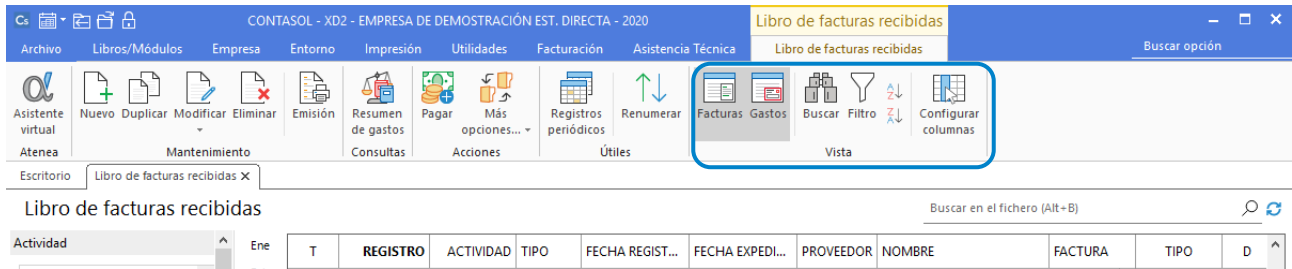 Cs CONTASOL - XD2 - EMPRESA DE DEMOSTRACIÓN EST. DIRECTA - 2020 Libro de facturas recibidas
Archivo Libros/Módulos Empresa Entorno Impresión Utilidades Facturación Asistencia Técnica Libro de facturas recibidas Buscar opción
Asistente virtual
Nuevo Duplicar Modificar Eliminar
Emisión
Resumen de gastos
Pagar
Más opciones...
Registros periódicos
Renumerar
Facturas Gastos
Buscar Filtro
Configurar columnas
Atenea Mantenimiento Consultas Acciones Útiles Vista
Escritorio Libro de facturas recibidas X
Libro de facturas recibidas Buscar en el fichero (Alt+B)
Actividad Ene T REGISTRO ACTIVIDAD TIPO FECHA REGIST... FECHA EXPEDI... PROVEEDOR NOMBRE FACTURA TIPO D